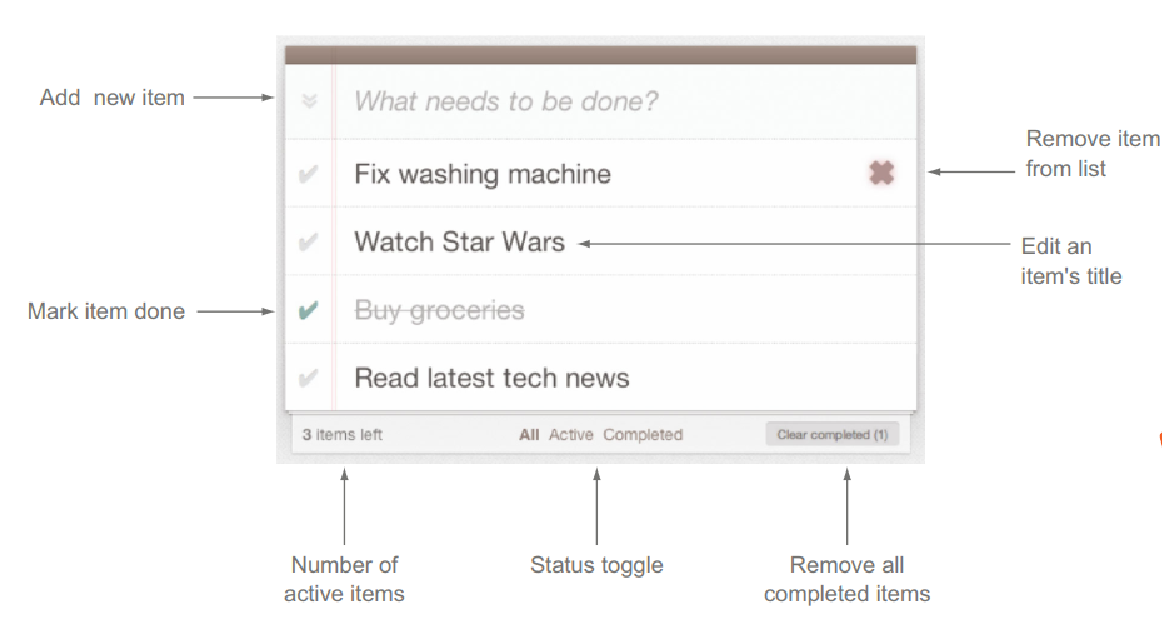 Add new item
What needs to be done?
Fix washing machine
Remove item
from list
Watch Star Wars
Edit an
item's title
Mark item done
Buy groceries
Read latest tech news
3 items left
All Active Completed
Clear completed (1)
Number of
active items
Status toggle
Remove all
completed items